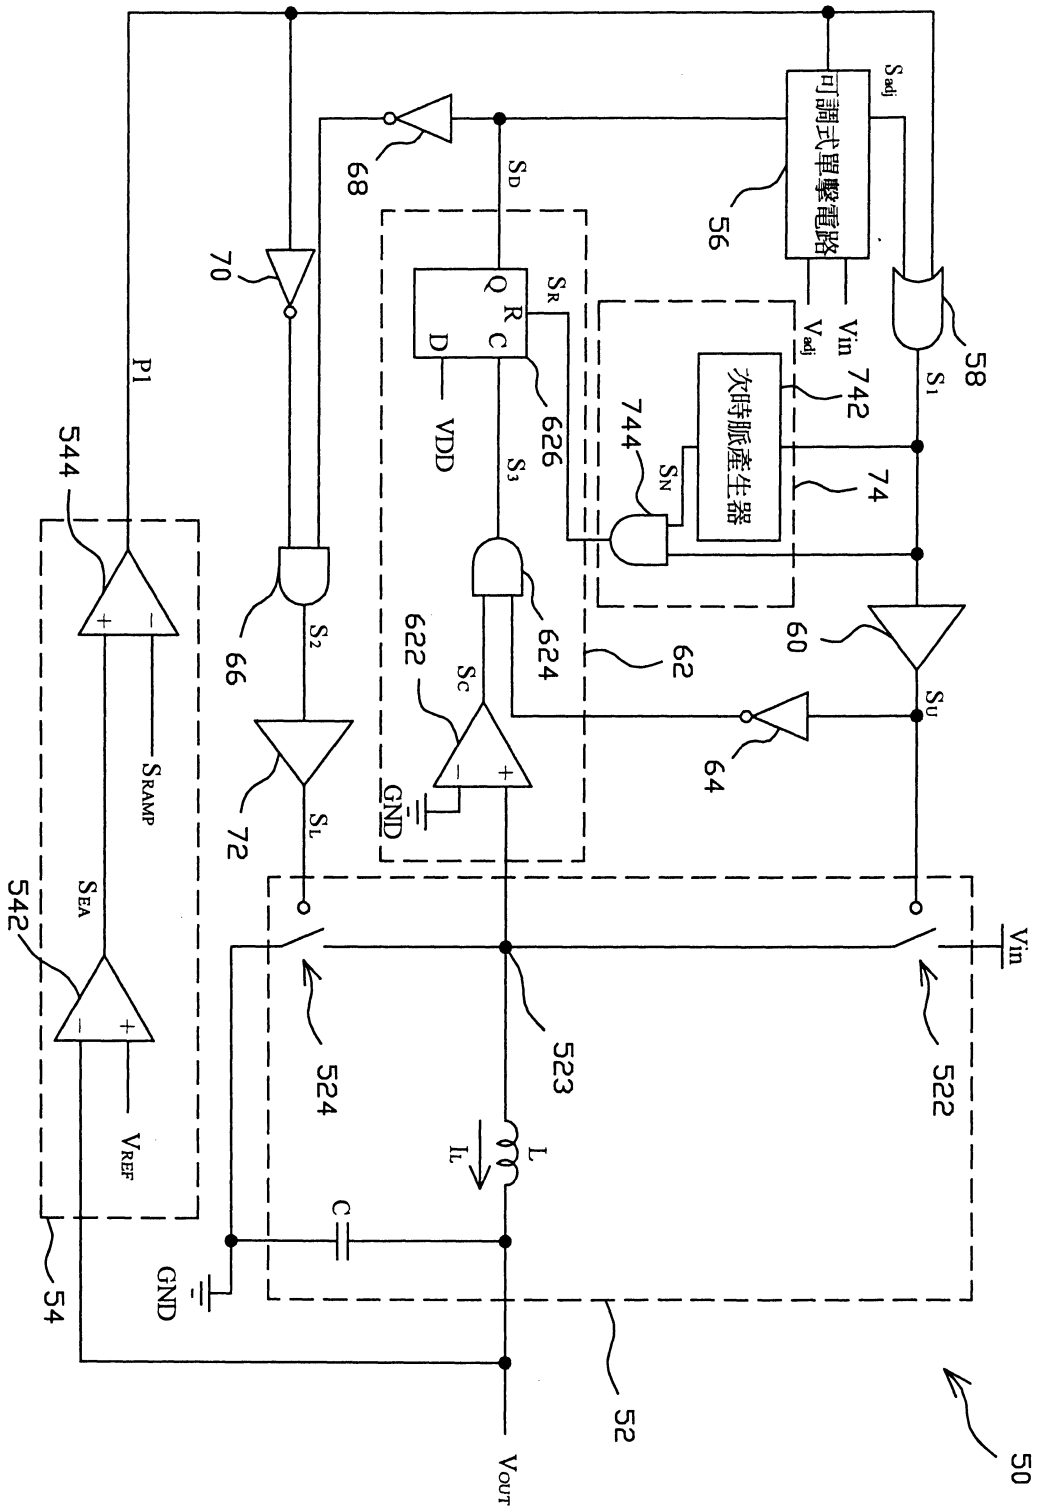 50
Vin
522
SU
S1
58
Sadj
可調式單擊電路
56
Vin
Vadj
742
次時脈產生器
74
744
SN
60
64
52
62
SR
626
624
SD
Q
R
C
D
VDD
S3
SC
622
+
−
GND
523
L
IL
VOUT
68
70
66
S2
72
SL
524
C
GND
P1
544
+
−
SRAMP
SEA
542
−
+
VREF
54